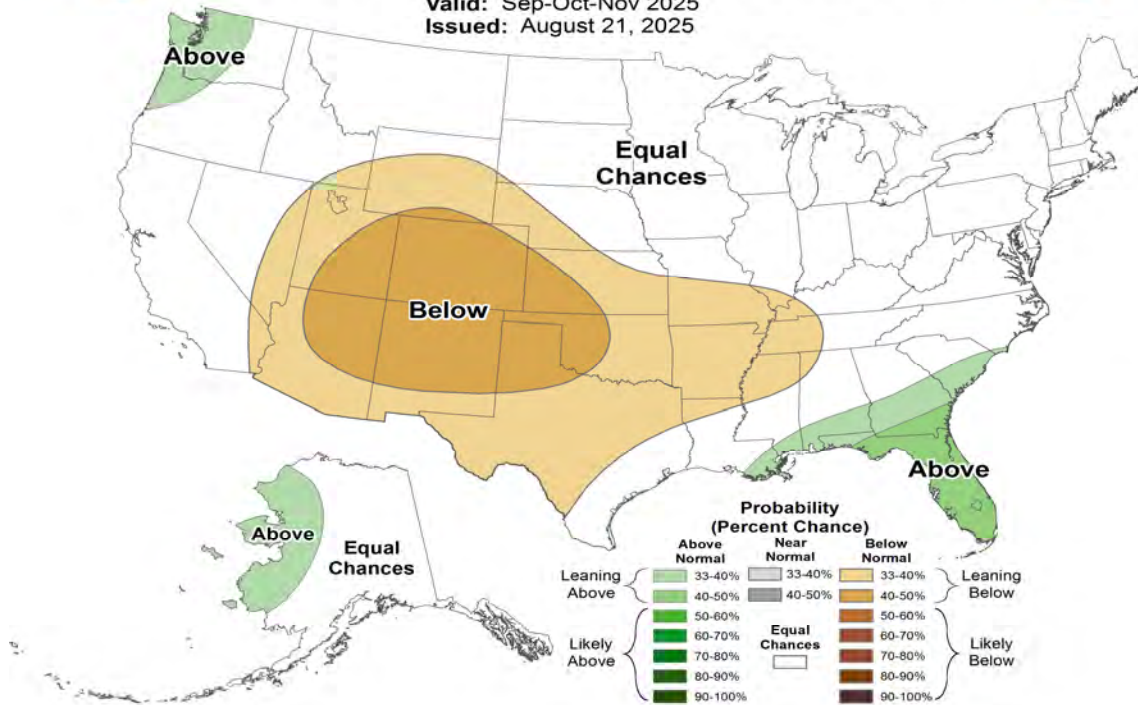 Valid: Sep-Oct-Nov 2025
Issued: August 21, 2025
Above
Equal
Chances
Below
Above
Above
Equal
Chances
Probability
(Percent Chance)
Above
Normal
Near
Normal
Below
Normal
Leaning
Above
33-40%
33-40%
33-40%
Leaning
Below
40-50%
40-50%
40-50%
Likely
Above
50-60%
50-60%
Likely
Below
60-70%
Equal
Chances
60-70%
70-80%
70-80%
80-90%
80-90%
90-100%
90-100%